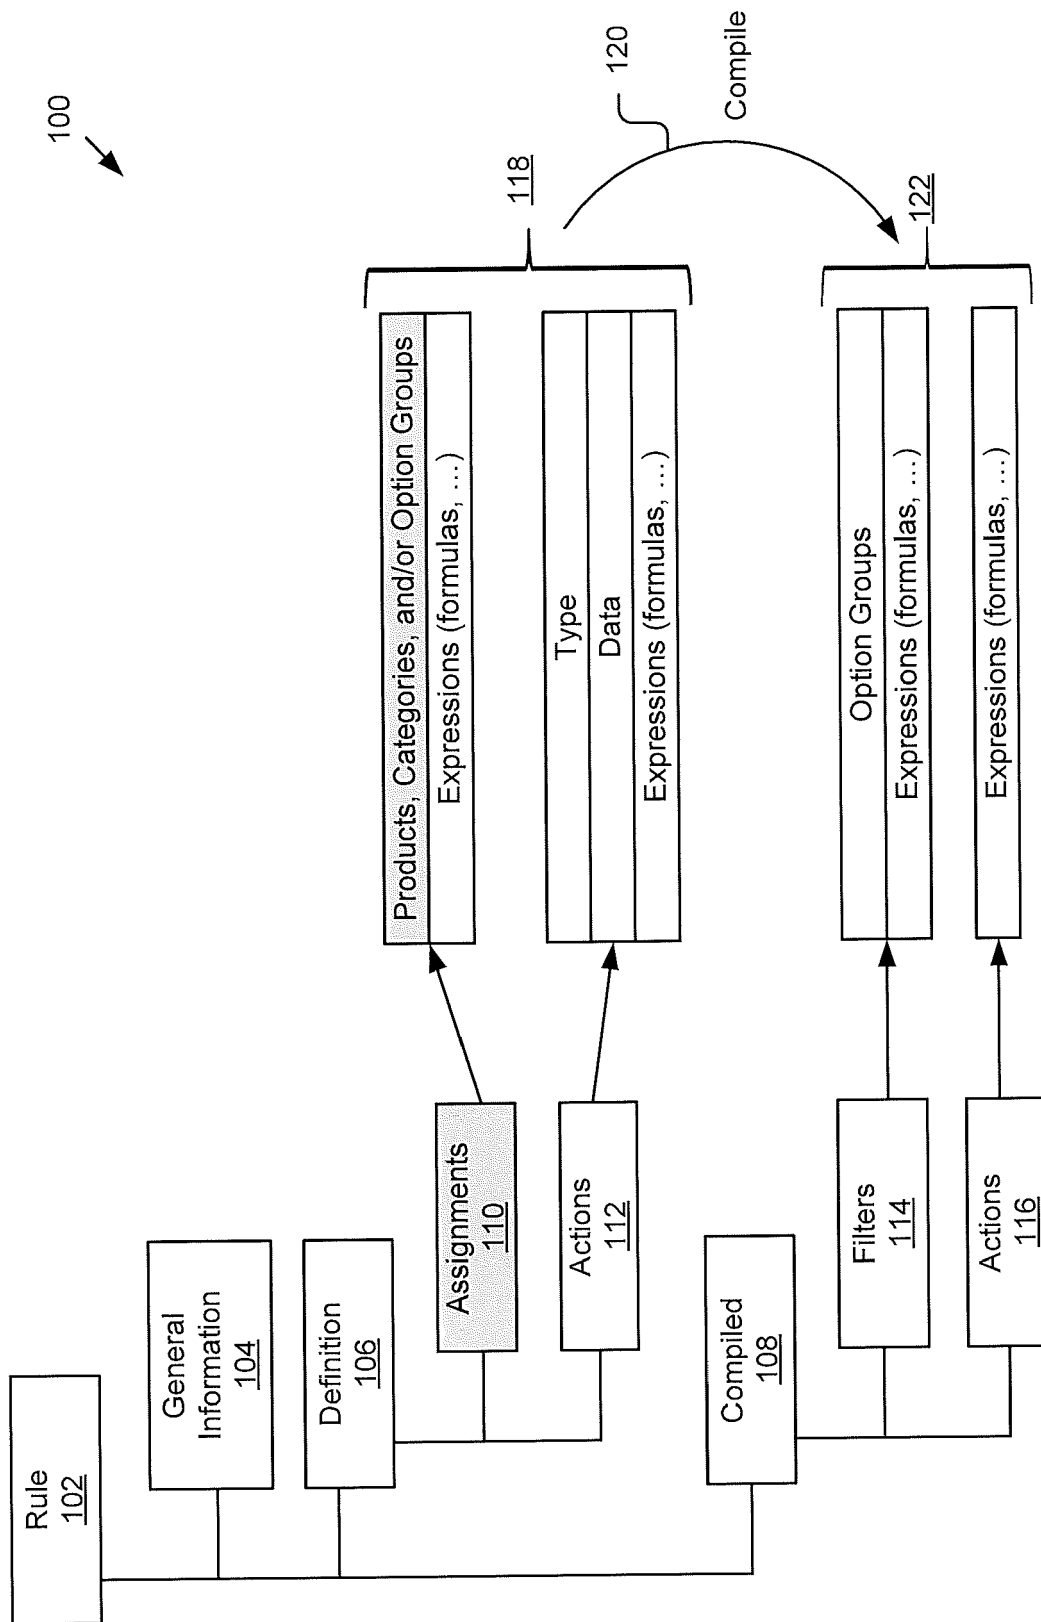 100
Rule
102
General
Information
104
Definition
106
Assignments
110
Products, Categories, and/or Option Groups
Expressions (formulas, ...)
118
Actions
112
Type
Data
Expressions (formulas, ...)
120
Compile
Compiled
108
Filters
114
Option Groups
Expressions (formulas, ...)
122
Actions
116
Expressions (formulas, ...)